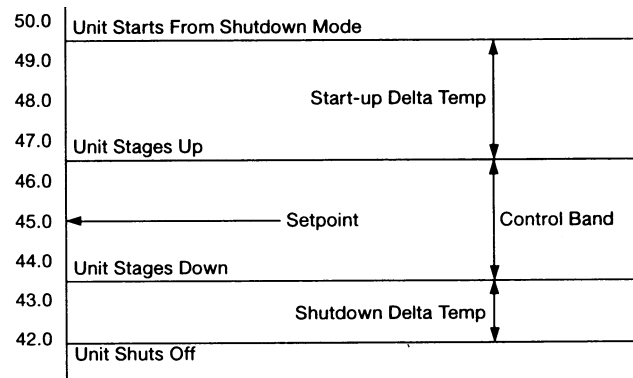 50.0 Unit Starts From Shutdown Mode
49.0
48.0 Start-up Delta Temp
47.0
Unit Stages Up
46.0
45.0 Setpoint Control Band
44.0
Unit Stages Down
43.0 Shutdown Delta Temp
42.0
Unit Shuts Off